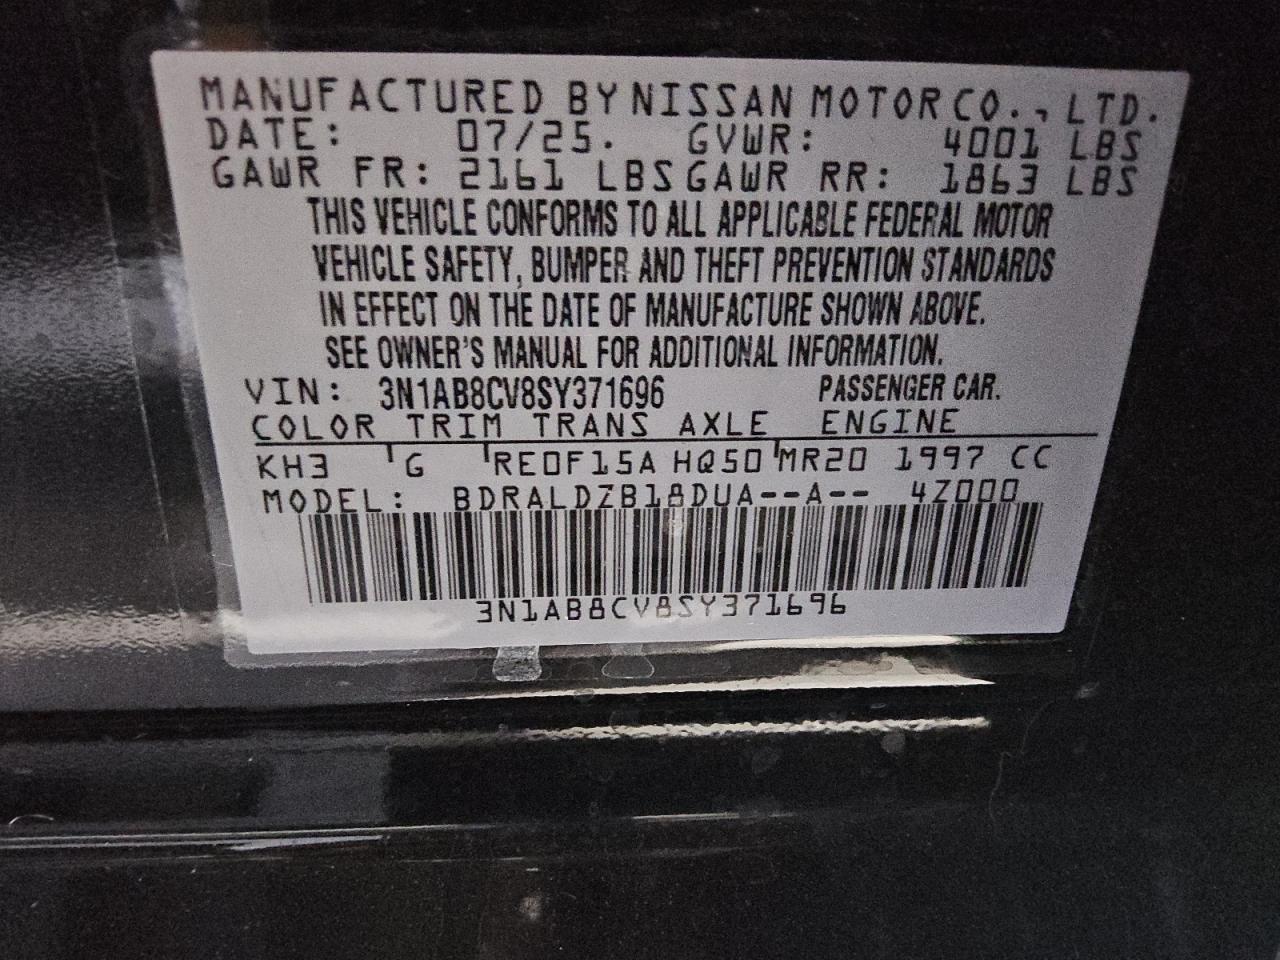 MANUFACTURED BY NISSAN MOTOR CO., LTD.
DATE: 07/25. GVWR: 4001 LBS
GAWR FR: 2161 LBS GAWR RR: 1863 LBS
THIS VEHICLE CONFORMS TO ALL APPLICABLE FEDERAL MOTOR
VEHICLE SAFETY, BUMPER AND THEFT PREVENTION STANDARDS
IN EFFECT ON THE DATE OF MANUFACTURE SHOWN ABOVE.
SEE OWNER'S MANUAL FOR ADDITIONAL INFORMATION.
VIN: 3N1AB8CV8SY371696 PASSENGER CAR.
COLOR TRIM TRANS AXLE ENGINE
KH3 G RE0F15A HQ50 MR20 1997 CC
MODEL: BDRALDZB18DUA--A-- 4Z000
3N1AB8CV8SY371696